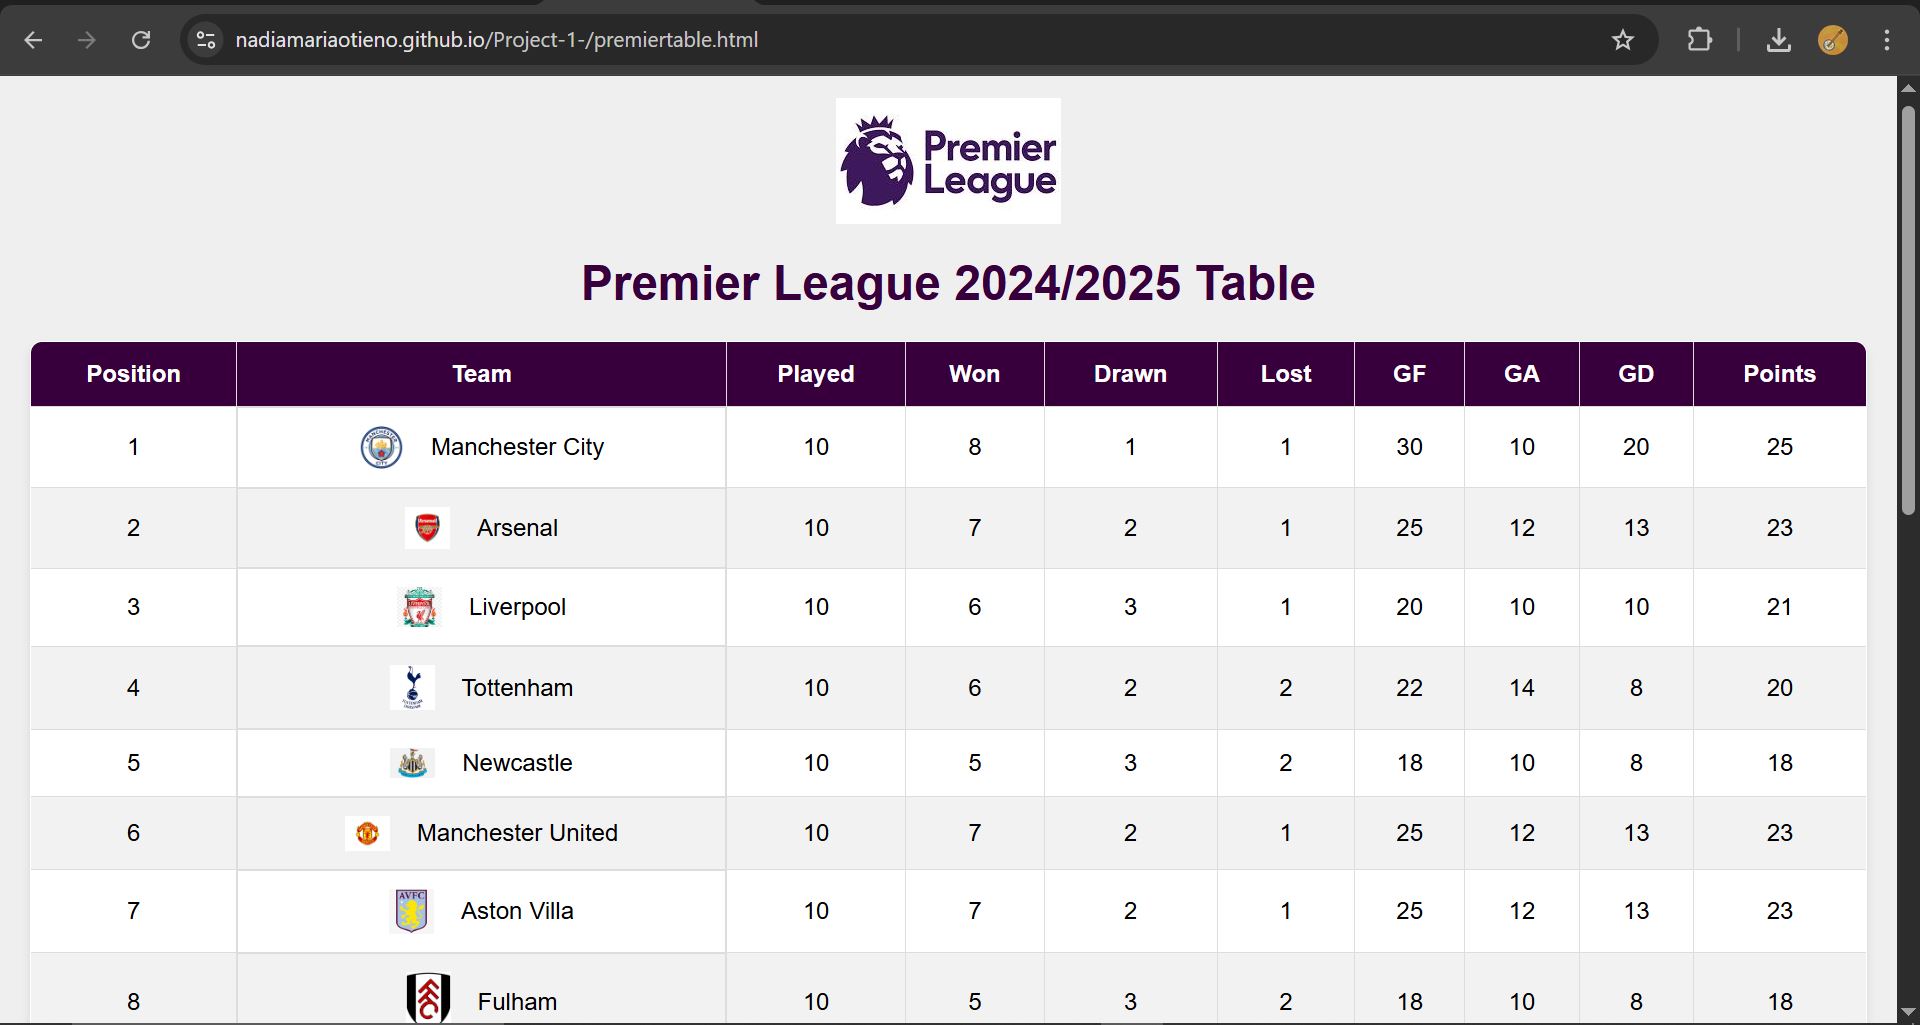 nadiamariaotieno.github.io/Project-1-/premiertable.html
Premier
League
Premier League 2024/2025 Table
Position Team Played Won Drawn Lost GF GA GD Points
1 Manchester City 10 8 1 1 30 10 20 25
2 Arsenal 10 7 2 1 25 12 13 23
3 Liverpool 10 6 3 1 20 10 10 21
4 Tottenham 10 6 2 2 22 14 8 20
5 Newcastle 10 5 3 2 18 10 8 18
6 Manchester United 10 7 2 1 25 12 13 23
7 AVFC Aston Villa 10 7 2 1 25 12 13 23
8 FFC Fulham 10 5 3 2 18 10 8 18